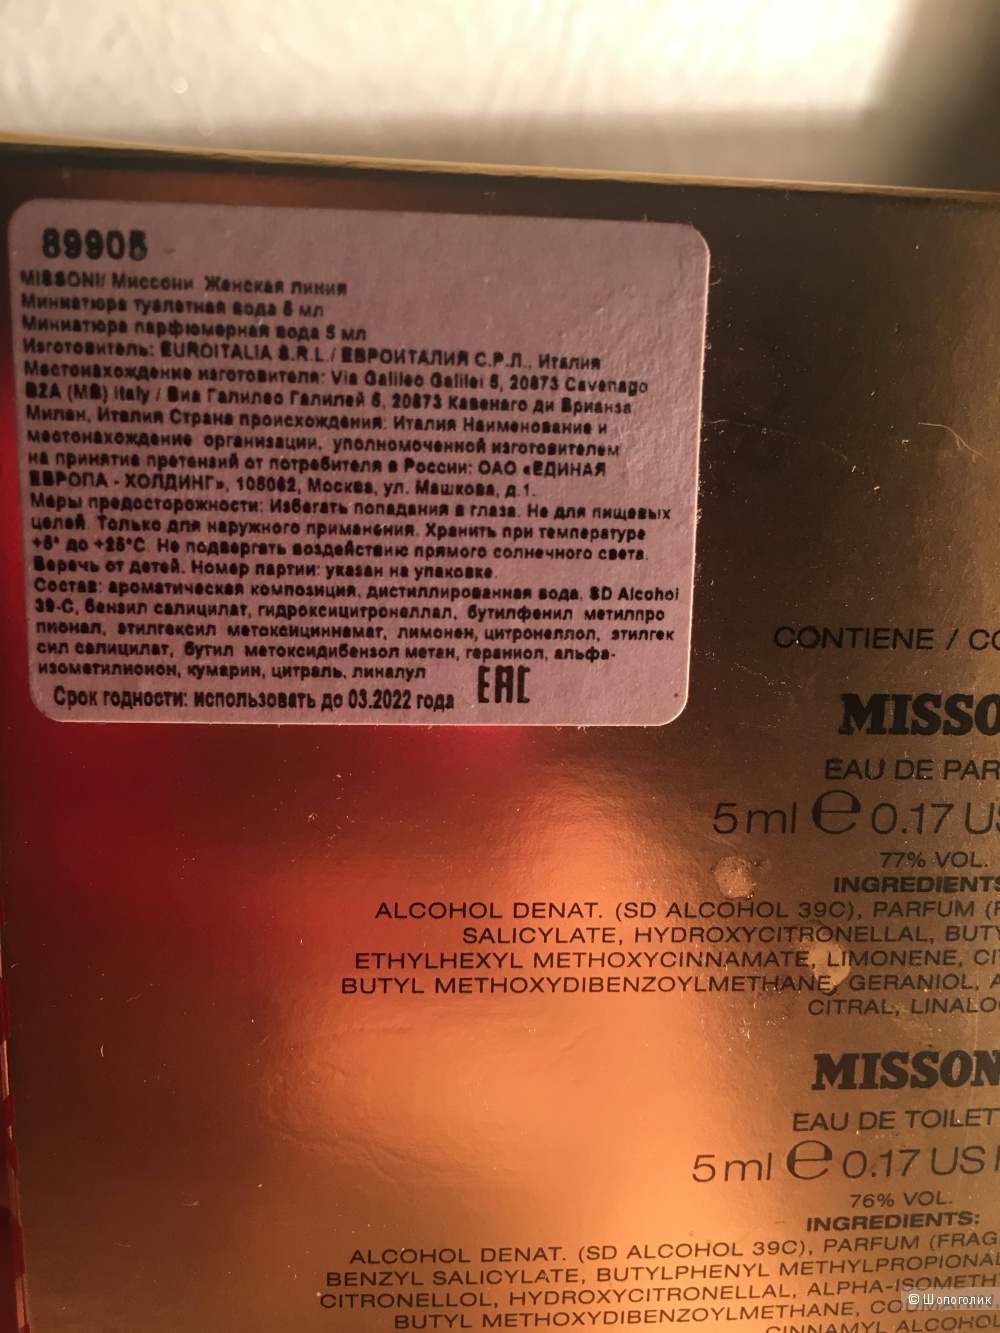 89905
MISSONI/ Миссони Женская линия
Миниатюра туалетная вода 5 мл
Миниатюра парфюмерная вода 5 мл
Изготовитель: EUROITALIA S.R.L / ЕВРОИТАЛИЯ С.Р.Л., Италия
Местонахождение изготовителя: Via Galileo Galilei 5, 20873 Cavenago
BZA (MB) Italy / Виа Галилео Галилей 5, 20873 Кавенаго ди Брианза
Милан, Италия Страна происхождения: Италия Наименование и
местонахождение организации, уполномоченной изготовителем
на принятие претензий от потребителя в России: ОАО «ЕДИНАЯ
ЕВРОПА - ХОЛДИНГ», 105062, Москва, ул. Машкова, д.1.
Меры предосторожности: Избегать попадания в глаза. Не для пищевых
целей. Только для наружного применения. Хранить при температуре
+5° до +25°C. Не подвергать воздействию прямого солнечного света.
Беречь от детей. Номер партии: указан на упаковке.
Состав: ароматическая композиция, дистиллированная вода, SD Alcohol
39-C, бензил салицилат, гидроксицитронеллал, бутилфенил метилпро
пионал, этилгексил метоксициннамат, лимонен, цитронеллол, этилгек
сил салицилат, бутил метоксидибензол метан, гераниол, альфа-
изометилионон, кумарин, цитраль, линалул
EAC
Срок годности: использовать до 03.2022 года
CONTIENE / CO
MISSO
EAU DE PAR
5ml e 0.17 US
77% VOL.
INGREDIENTS
ALCOHOL DENAT. (SD ALCOHOL 39C), PARFUM (F
SALICYLATE, HYDROXYCITRONELLAL, BUTY
ETHYLHEXYL METHOXYCINNAMATE, LIMONENE, CI
BUTYL METHOXYDIBENZOYLMETHANE, GERANIOL, A
CITRAL, LINALO
MISSON
EAU DE TOILET
5ml e 0.17 US
76% VOL.
INGREDIENTS:
ALCOHOL DENAT. (SD ALCOHOL 39C), PARFUM (FRAG
BENZYL SALICYLATE, BUTYLPHENYL METHYLPROPIONAL
CITRONELLOL, HYDROXYCITRONELLAL, ALPHA-ISOMETH
BUTYL METHOXYDIBENZOYLMETHANE,
CINNAMYL ALCOHOL
© Шопоголик